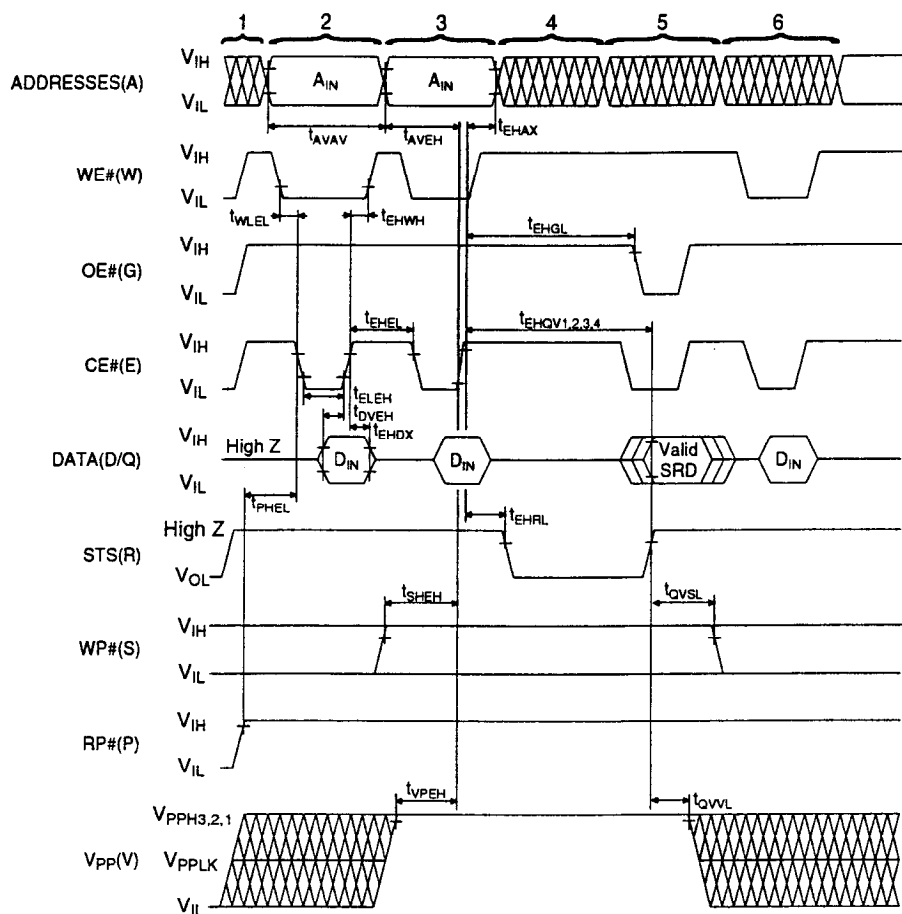 1 2 3 4 5 6
V_IH
ADDRESSES(A)
A_IN A_IN
V_IL
t_AVAV t_AVEH t_EHAX
V_IH
WE#(W)
V_IL
t_WLEL t_EHWH
t_EHGL
V_IH
OE#(G)
V_IL
t_EHEL t_EHQV1,2,3,4
V_IH
CE#(E)
V_IL
t_ELEH
t_DVEH
t_EHDX
V_IH
High Z
DATA(D/Q)
D_IN D_IN Valid SRD D_IN
V_IL
t_PHEL
t_EHRL
High Z
STS(R)
V_OL
t_SHEH t_QVSL
V_IH
WP#(S)
V_IL
V_IH
RP#(P)
V_IL
t_VPEH t_QVVL
V_PPH3,2,1
V_PP(V) V_PPLK
V_IL